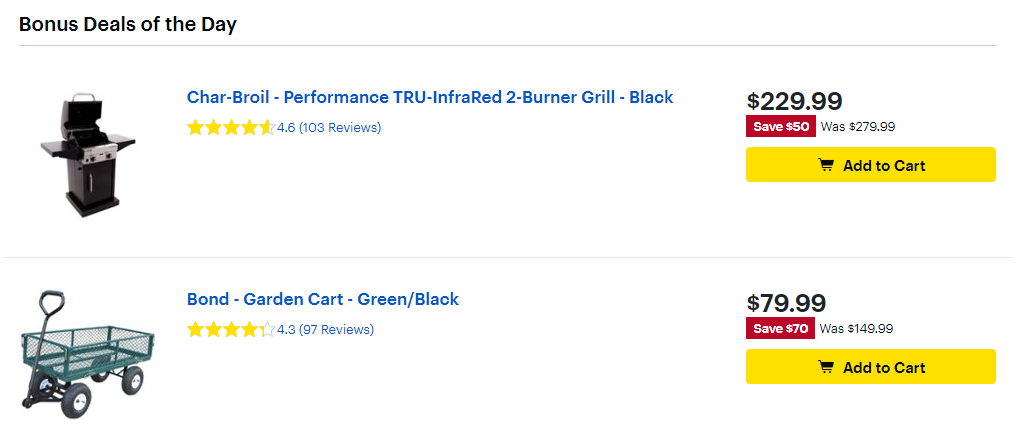 Bonus Deals of the Day
Char-Broil - Performance TRU-InfraRed 2-Burner Grill - Black
4.6 (103 Reviews)
$229.99
Save $50 Was $279.99
Add to Cart
Bond - Garden Cart - Green/Black
4.3 (97 Reviews)
$79.99
Save $70 Was $149.99
Add to Cart